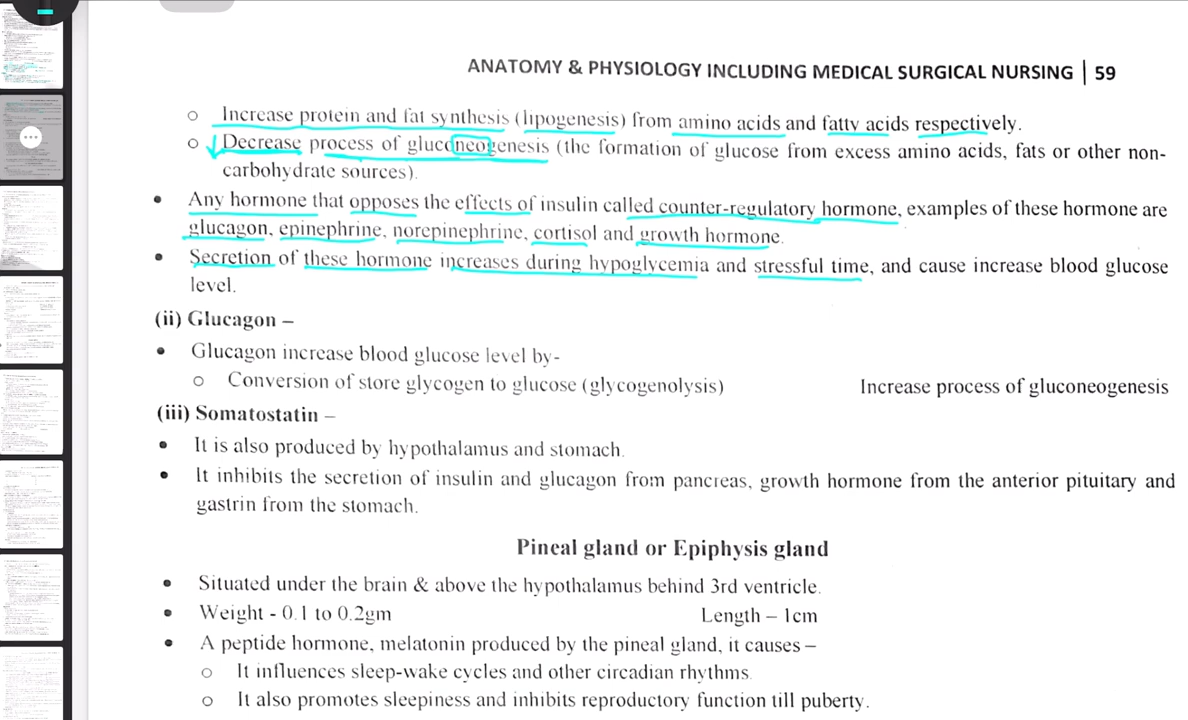 ANATOMY & PHYSIOLOGY INCLUDING MEDICAL SURGICAL NURSING | 59
o Increase protein and fat synthesis (lipogenesis) from amino acids and fatty acids respectively.
o Decrease process of gluconeogenesis (the formation of glucose from excess amino acids, fats or other non-
carbohydrate sources).
• Any hormone that opposes the effects of insulin called counter-regulatory hormone, examples of these hormone are
glucagon, epinephrine, norepinephrine, cortisol and growth hormone.
• Secretion of these hormone increases during hypoglycemia and stressful time, and cause increase blood glucose
level.
(ii) Glucagon –
• Glucagon increase blood glucose level by-
o Conversion of store glycogen to glucose (glycogenolysis) Increase process of gluconeogenesis
(iii) Somatostatin –
• It is also produced by hypothalamus and stomach.
• It inhibits the secretion of insulin and glucagon from pancreas, growth hormone from the anterior pituitary and
gastrin from the stomach.
Pineal gland or Epiphysis gland
• Situated under the brain & above the hypothalamus behind 3rd ventricle.
• Weight - 0.1 to 0.2gm Length – 1cm
• A peptide hormone, melatonin produced by the pineal gland, it causes –
o It influences sleep-wake cycles and other circadian rhythms.
o It also promotes sleepiness and inhibits reproductory function till puberty.